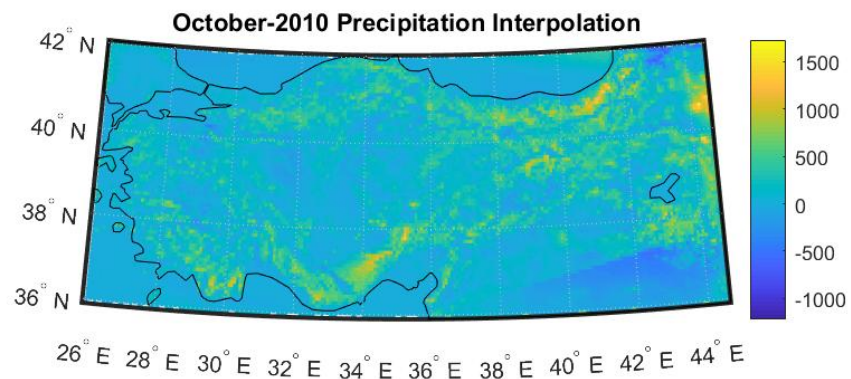 October-2010 Precipitation Interpolation
42° N
40° N
38° N
36° N
26° E 28° E 30° E 32° E 34° E 36° E 38° E 40° E 42° E 44° E
1500
1000
500
0
-500
-1000